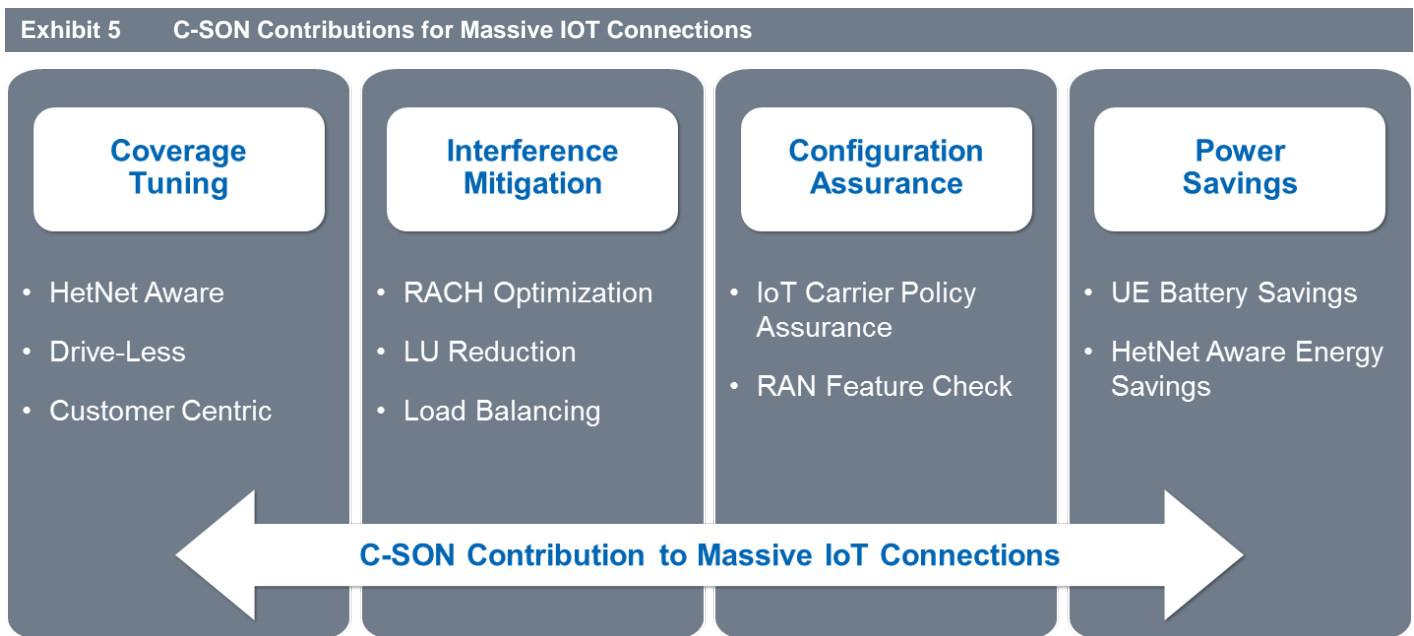 Exhibit 5 C-SON Contributions for Massive IOT Connections
Coverage
Tuning
• HetNet Aware
• Drive-Less
• Customer Centric
Interference
Mitigation
• RACH Optimization
• LU Reduction
• Load Balancing
Configuration
Assurance
• IoT Carrier Policy
Assurance
• RAN Feature Check
Power
Savings
• UE Battery Savings
• HetNet Aware Energy
Savings
C-SON Contribution to Massive IoT Connections